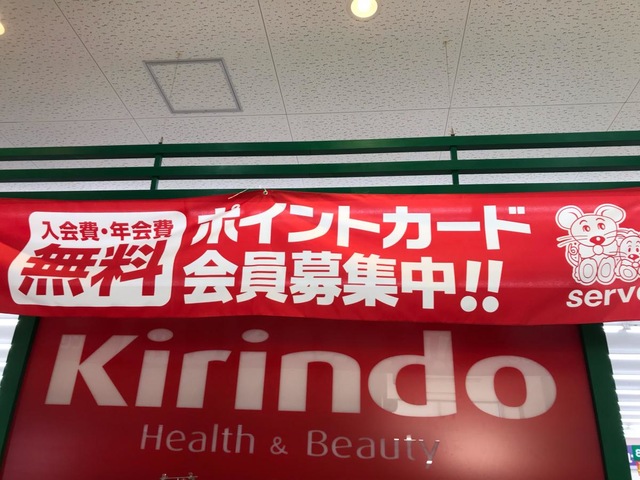 入会費・年会費
無料
ポイントカード
会員募集中!!
Kirindo
Health & Beauty